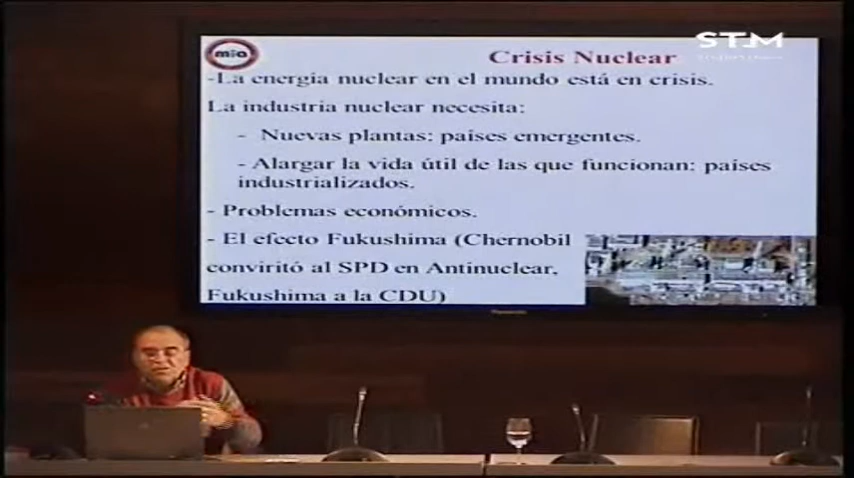 mia
STM
Crisis Nuclear
-La energía nuclear en el mundo está en crisis.
La industria nuclear necesita:
- Nuevas plantas: países emergentes.
- Alargar la vida útil de las que funcionan: países
industrializados.
- Problemas económicos.
- El efecto Fukushima (Chernobil
conviritó al SPD en Antinuclear,
Fukushima a la CDU)